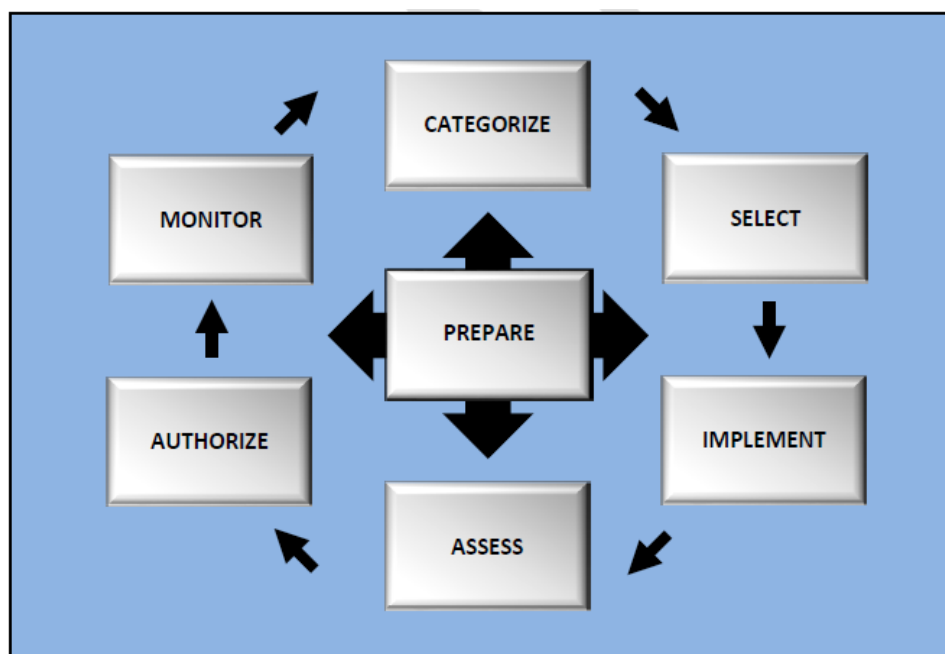 CATEGORIZE
MONITOR
SELECT
PREPARE
AUTHORIZE
IMPLEMENT
ASSESS